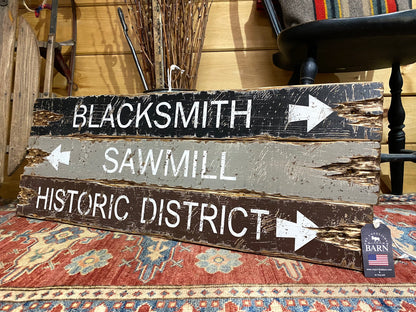 BLACKSMITH
SAWMILL
HISTORIC DISTRICT
BARN